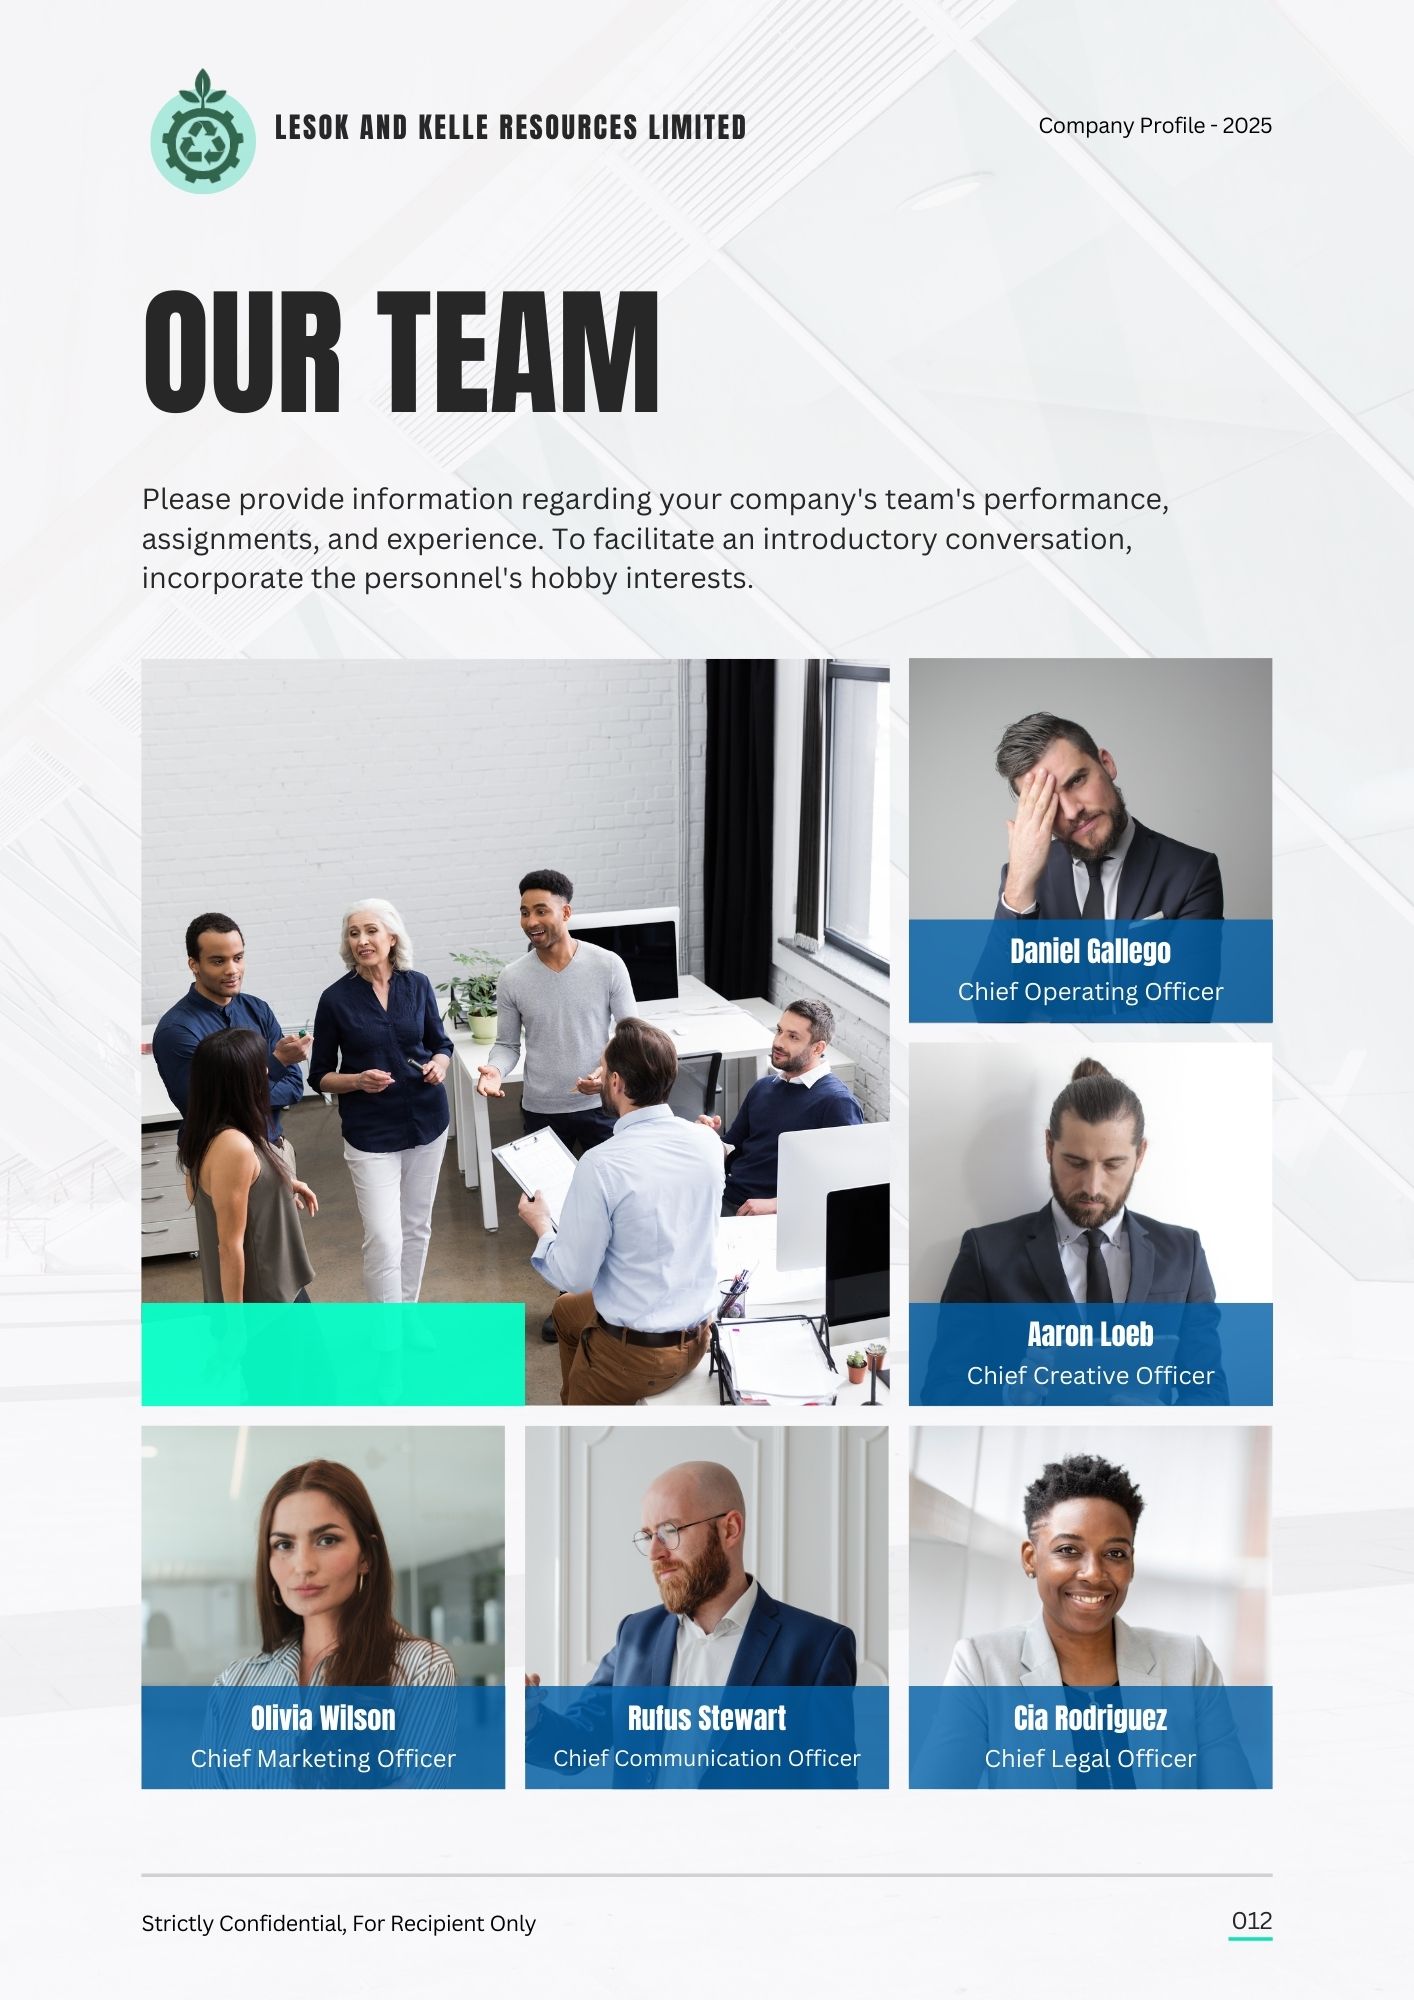 LESOK AND KELLE RESOURCES LIMITED
Company Profile - 2025
OUR TEAM
Please provide information regarding your company's team's performance,
assignments, and experience. To facilitate an introductory conversation,
incorporate the personnel's hobby interests.
Daniel Gallego
Chief Operating Officer
Aaron Loeb
Chief Creative Officer
Olivia Wilson
Chief Marketing Officer
Rufus Stewart
Chief Communication Officer
Cia Rodriguez
Chief Legal Officer
Strictly Confidential, For Recipient Only
012